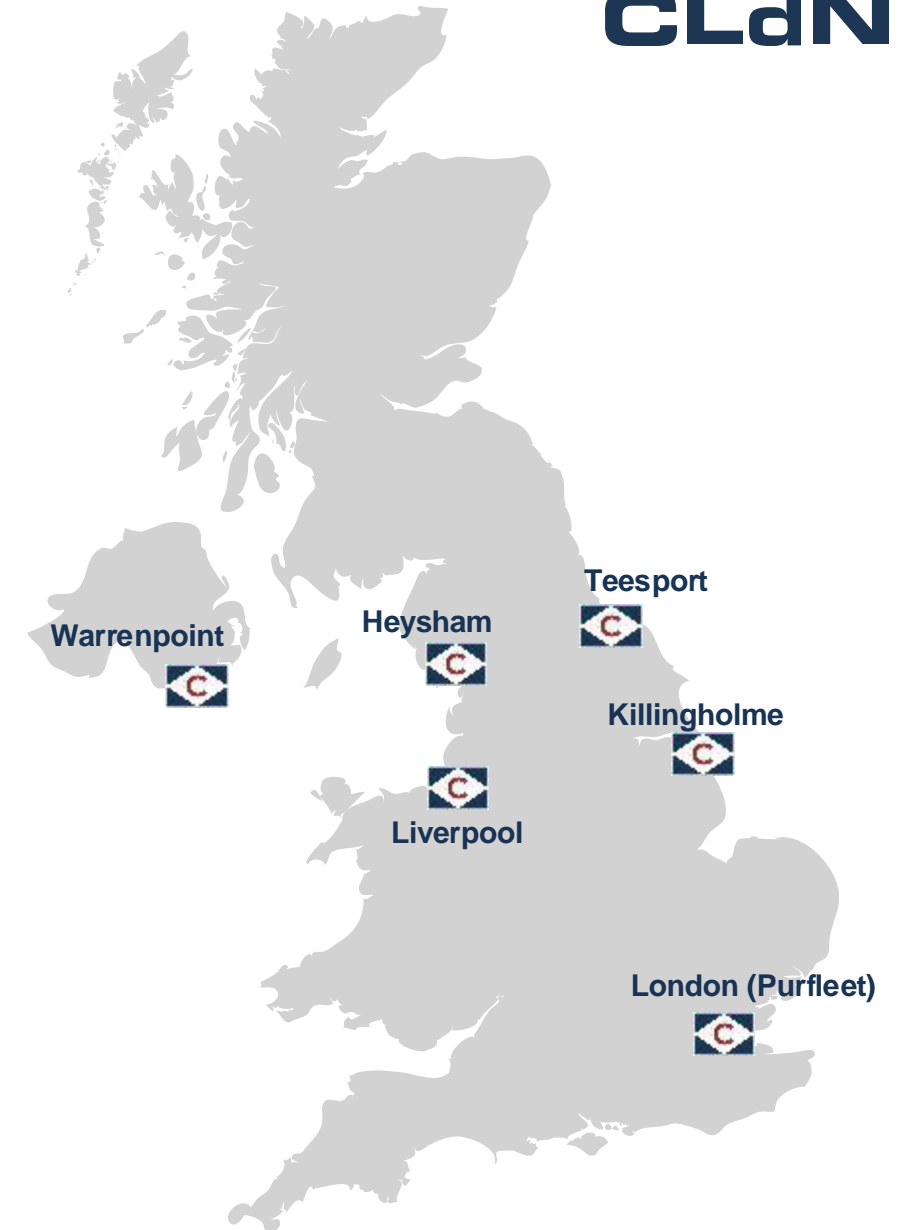 CLdN
Teesport
Heysham
Warrenpoint
C
C
C
Killingholme
C
C
Liverpool
London (Purfleet)
C